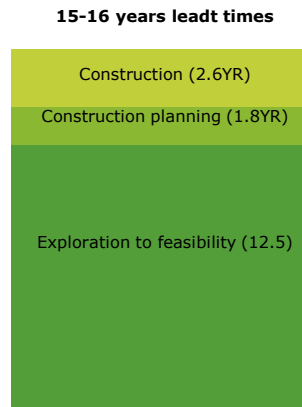 15-16 years leadt times
Construction (2.6YR)
Construction planning (1.8YR)
Exploration to feasibility (12.5)